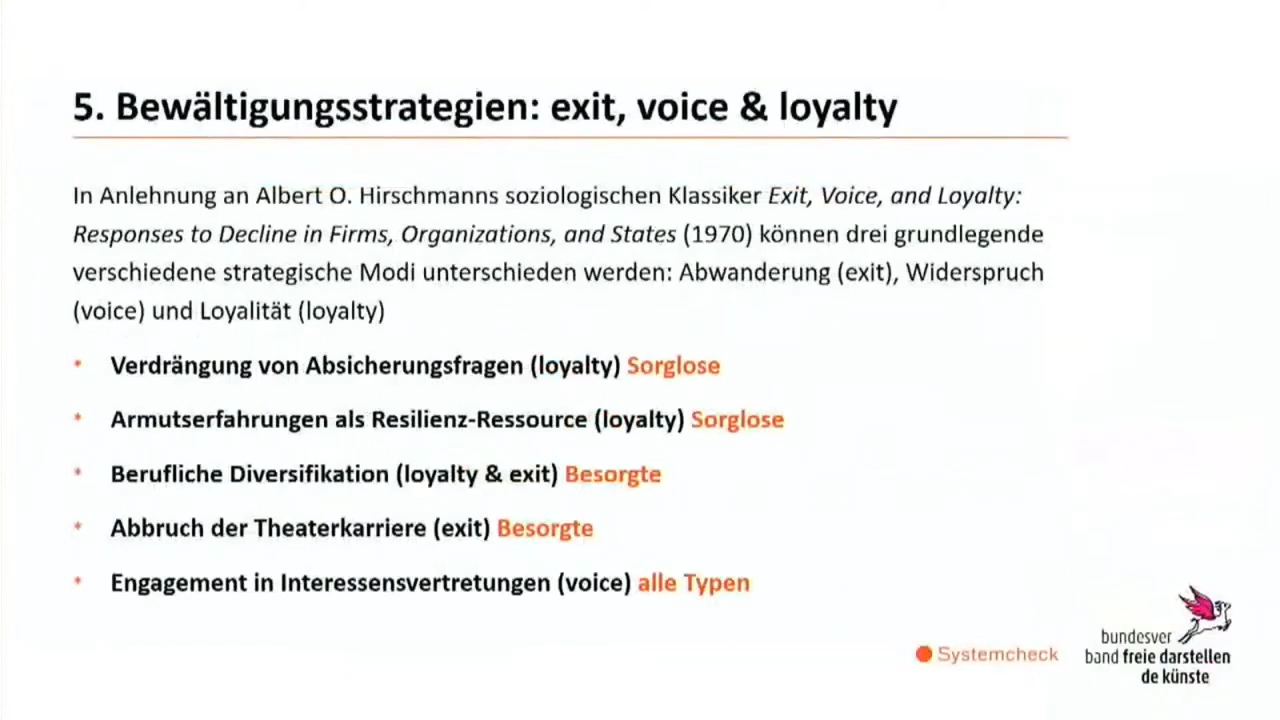 5. Bewältigungsstrategien: exit, voice & loyalty
In Anlehnung an Albert O. Hirschmanns soziologischen Klassiker Exit, Voice, and Loyalty:
Responses to Decline in Firms, Organizations, and States (1970) können drei grundlegende
verschiedene strategische Modi unterschieden werden: Abwanderung (exit), Widerspruch
(voice) und Loyalität (loyalty)
• Verdrängung von Absicherungsfragen (loyalty) Sorglose
• Armutserfahrungen als Resilienz-Ressource (loyalty) Sorglose
• Berufliche Diversifikation (loyalty & exit) Besorgte
• Abbruch der Theaterkarriere (exit) Besorgte
• Engagement in Interessensvertretungen (voice) alle Typen
Systemcheck
bundesver
band freie darstellen
de künste